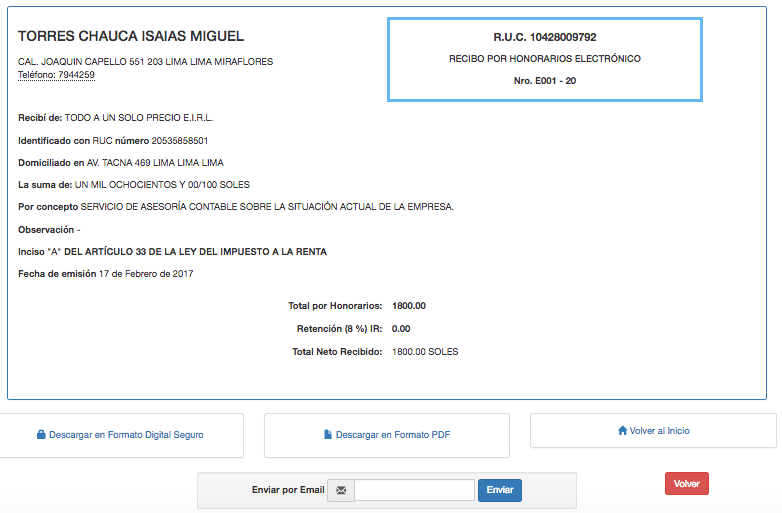 TORRES CHAUCA ISAIAS MIGUEL
CAL. JOAQUIN CAPELLO 551 203 LIMA LIMA MIRAFLORES
Teléfono: 7944259
R.U.C. 10428009792
RECIBO POR HONORARIOS ELECTRÓNICO
Nro. E001 - 20
Recibí de: TODO A UN SOLO PRECIO E.I.R.L.
Identificado con RUC número 20535858501
Domiciliado en AV. TACNA 469 LIMA LIMA LIMA
La suma de: UN MIL OCHOCIENTOS Y 00/100 SOLES
Por concepto SERVICIO DE ASESORÍA CONTABLE SOBRE LA SITUACIÓN ACTUAL DE LA EMPRESA.
Observación -
Inciso "A" DEL ARTÍCULO 33 DE LA LEY DEL IMPUESTO A LA RENTA
Fecha de emisión 17 de Febrero de 2017
Total por Honorarios: 1800.00
Retención (8 %) IR: 0.00
Total Neto Recibido: 1800.00 SOLES
Descargar en Formato Digital Seguro
Descargar en Formato PDF
Volver al Inicio
Enviar por Email
Enviar
Volver